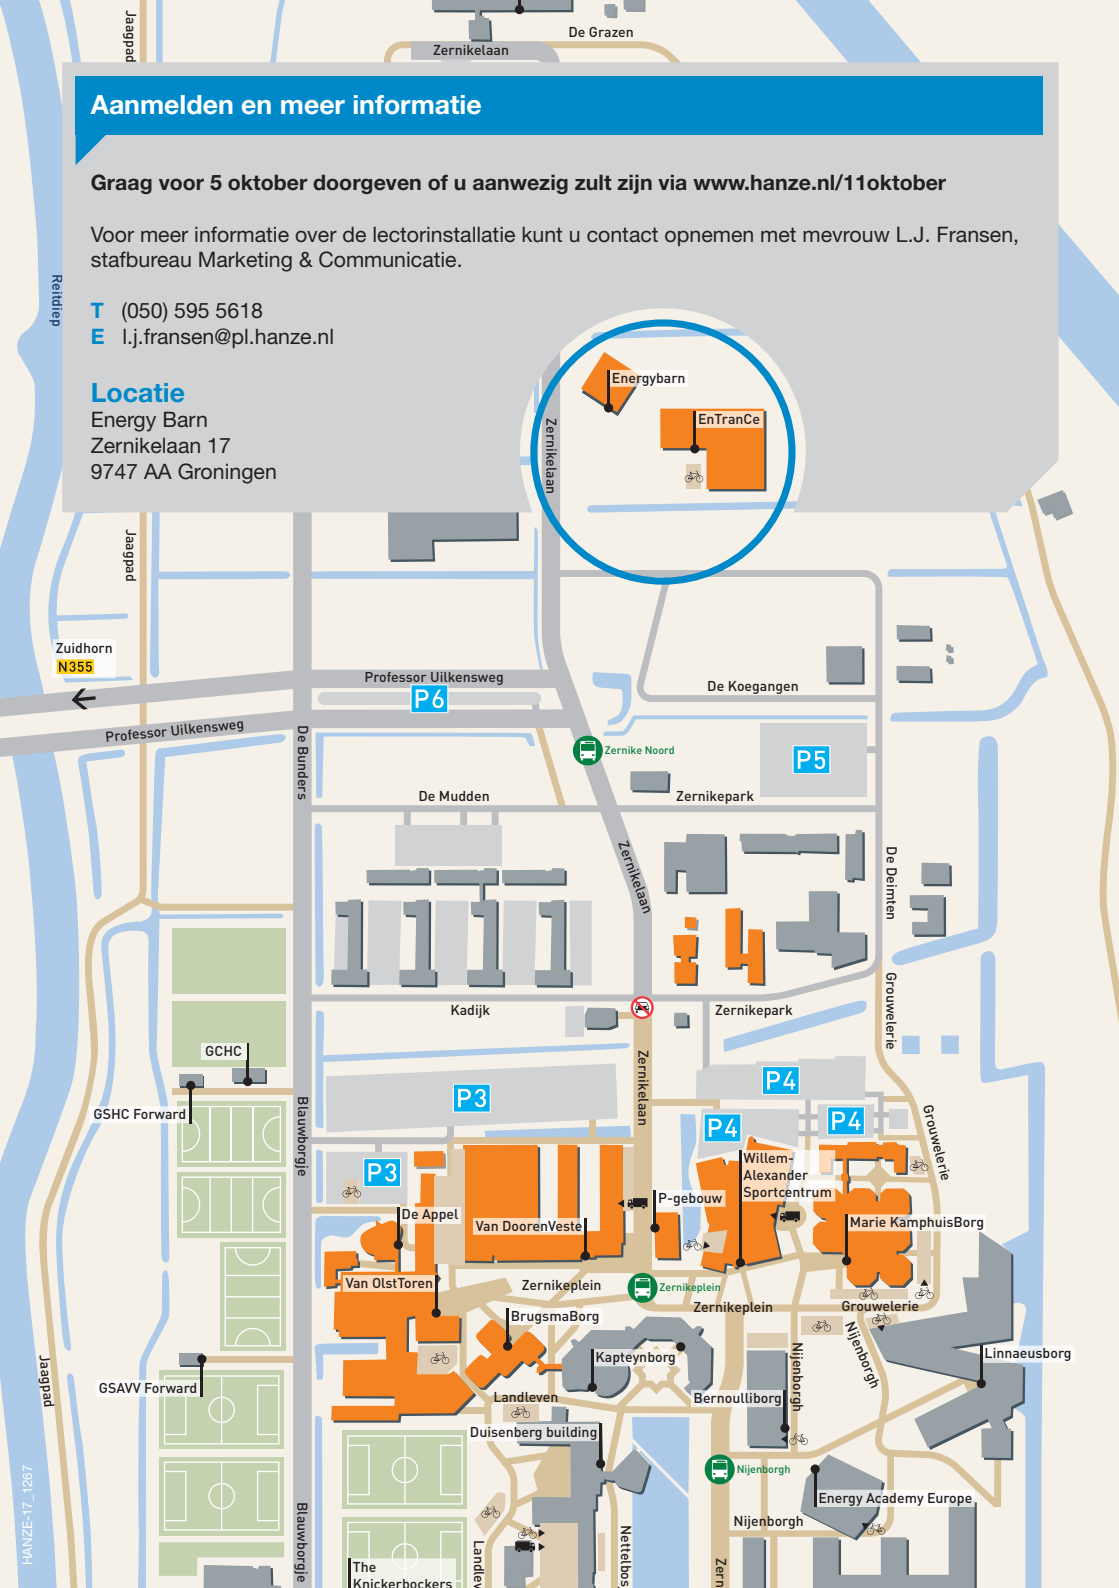 De Grazen
Jaagpad
Zernikelaan
Aanmelden en meer informatie
Graag voor 5 oktober doorgeven of u aanwezig zult zijn via www.hanze.nl/11oktober
Voor meer informatie over de lectorinstallatie kunt u contact opnemen met mevrouw L.J. Fransen,
stafbureau Marketing & Communicatie.
T (050) 595 5618
E l.j.fransen@pl.hanze.nl
Locatie
Energy Barn
Zernikelaan 17
9747 AA Groningen
Reitdiep
Energybarn
EnTranCe
Zernikelaan
Jaagpad
Zuidhorn
N355
Professor Uilkensweg
P6
De Koegangen
Professor Uilkensweg
De Bunders
Zernike Noord
P5
De Mudden
Zernikepark
Zernikelaan
De Deimten
Grouwelerie
Kadijk
Zernikepark
GCHC
Zernikelaan
P3
P4
GSHC Forward
Blauwborgje
P4
P4
Grouwelerie
P3
Willem-
Alexander
Sportcentrum
P-gebouw
De Appel
Van DoorenVeste
Marie KamphuisBorg
Van OlstToren
Zernikeplein
Zernikeplein
Zernikeplein
Grouwelerie
BrugsmaBorg
Nijenborgh
Nijenborgh
Kapteynborg
Linnaeusborg
Jaagpad
GSAVV Forward
Landleven
Bernoulliborg
Duisenberg building
Nijenborgh
Energy Academy Europe
Nijenborgh
HANZE-17_1267
Blauwborgje
Landlev
Nettelbos
Zern
The
Knickerbockers